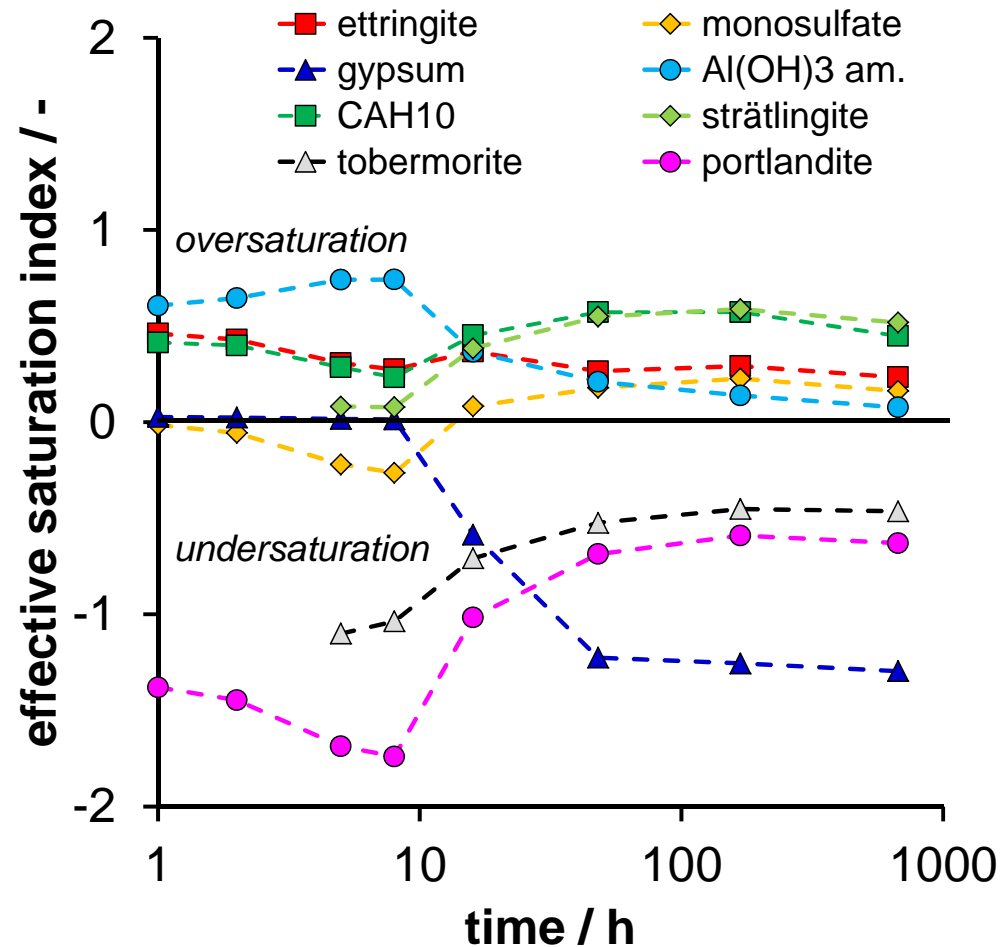 ettringite monosulfate
gypsum Al(OH)3 am.
CAH10 strätlingite
tobermorite portlandite
effective saturation index / -
2
1
0
-1
-2
oversaturation
undersaturation
1 10 100 1000
time / h